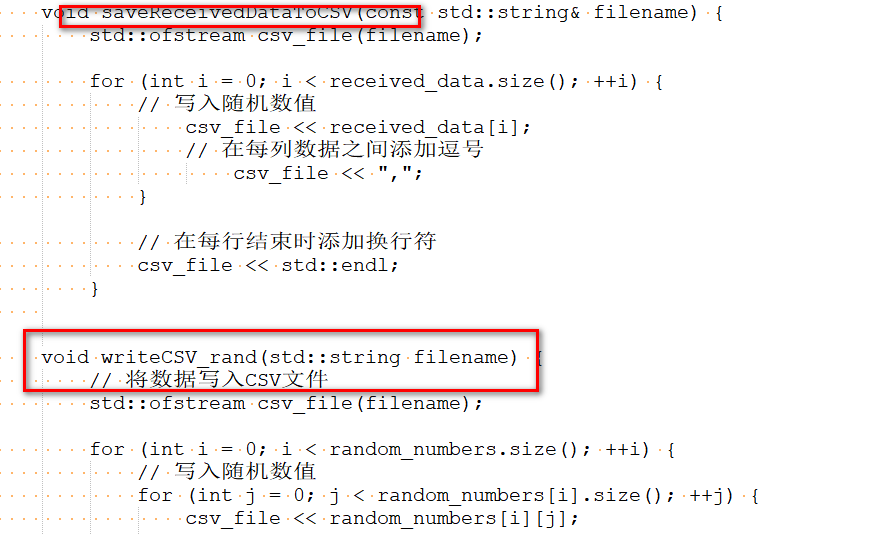 void saveReceivedDataToCSV(const std::string& filename) {
std::ofstream csv_file(filename);
for (int i = 0; i < received_data.size(); ++i) {
// 写入随机数值
csv_file << received_data[i];
// 在每列数据之间添加逗号
csv_file << ",";
}
// 在每行结束时添加换行符
csv_file << std::endl;
}
void writeCSV_rand(std::string filename) {
// 将数据写入CSV文件
std::ofstream csv_file(filename);
for (int i = 0; i < random_numbers.size(); ++i) {
// 写入随机数值
for (int j = 0; j < random_numbers[i].size(); ++j) {
csv_file << random_numbers[i][j];